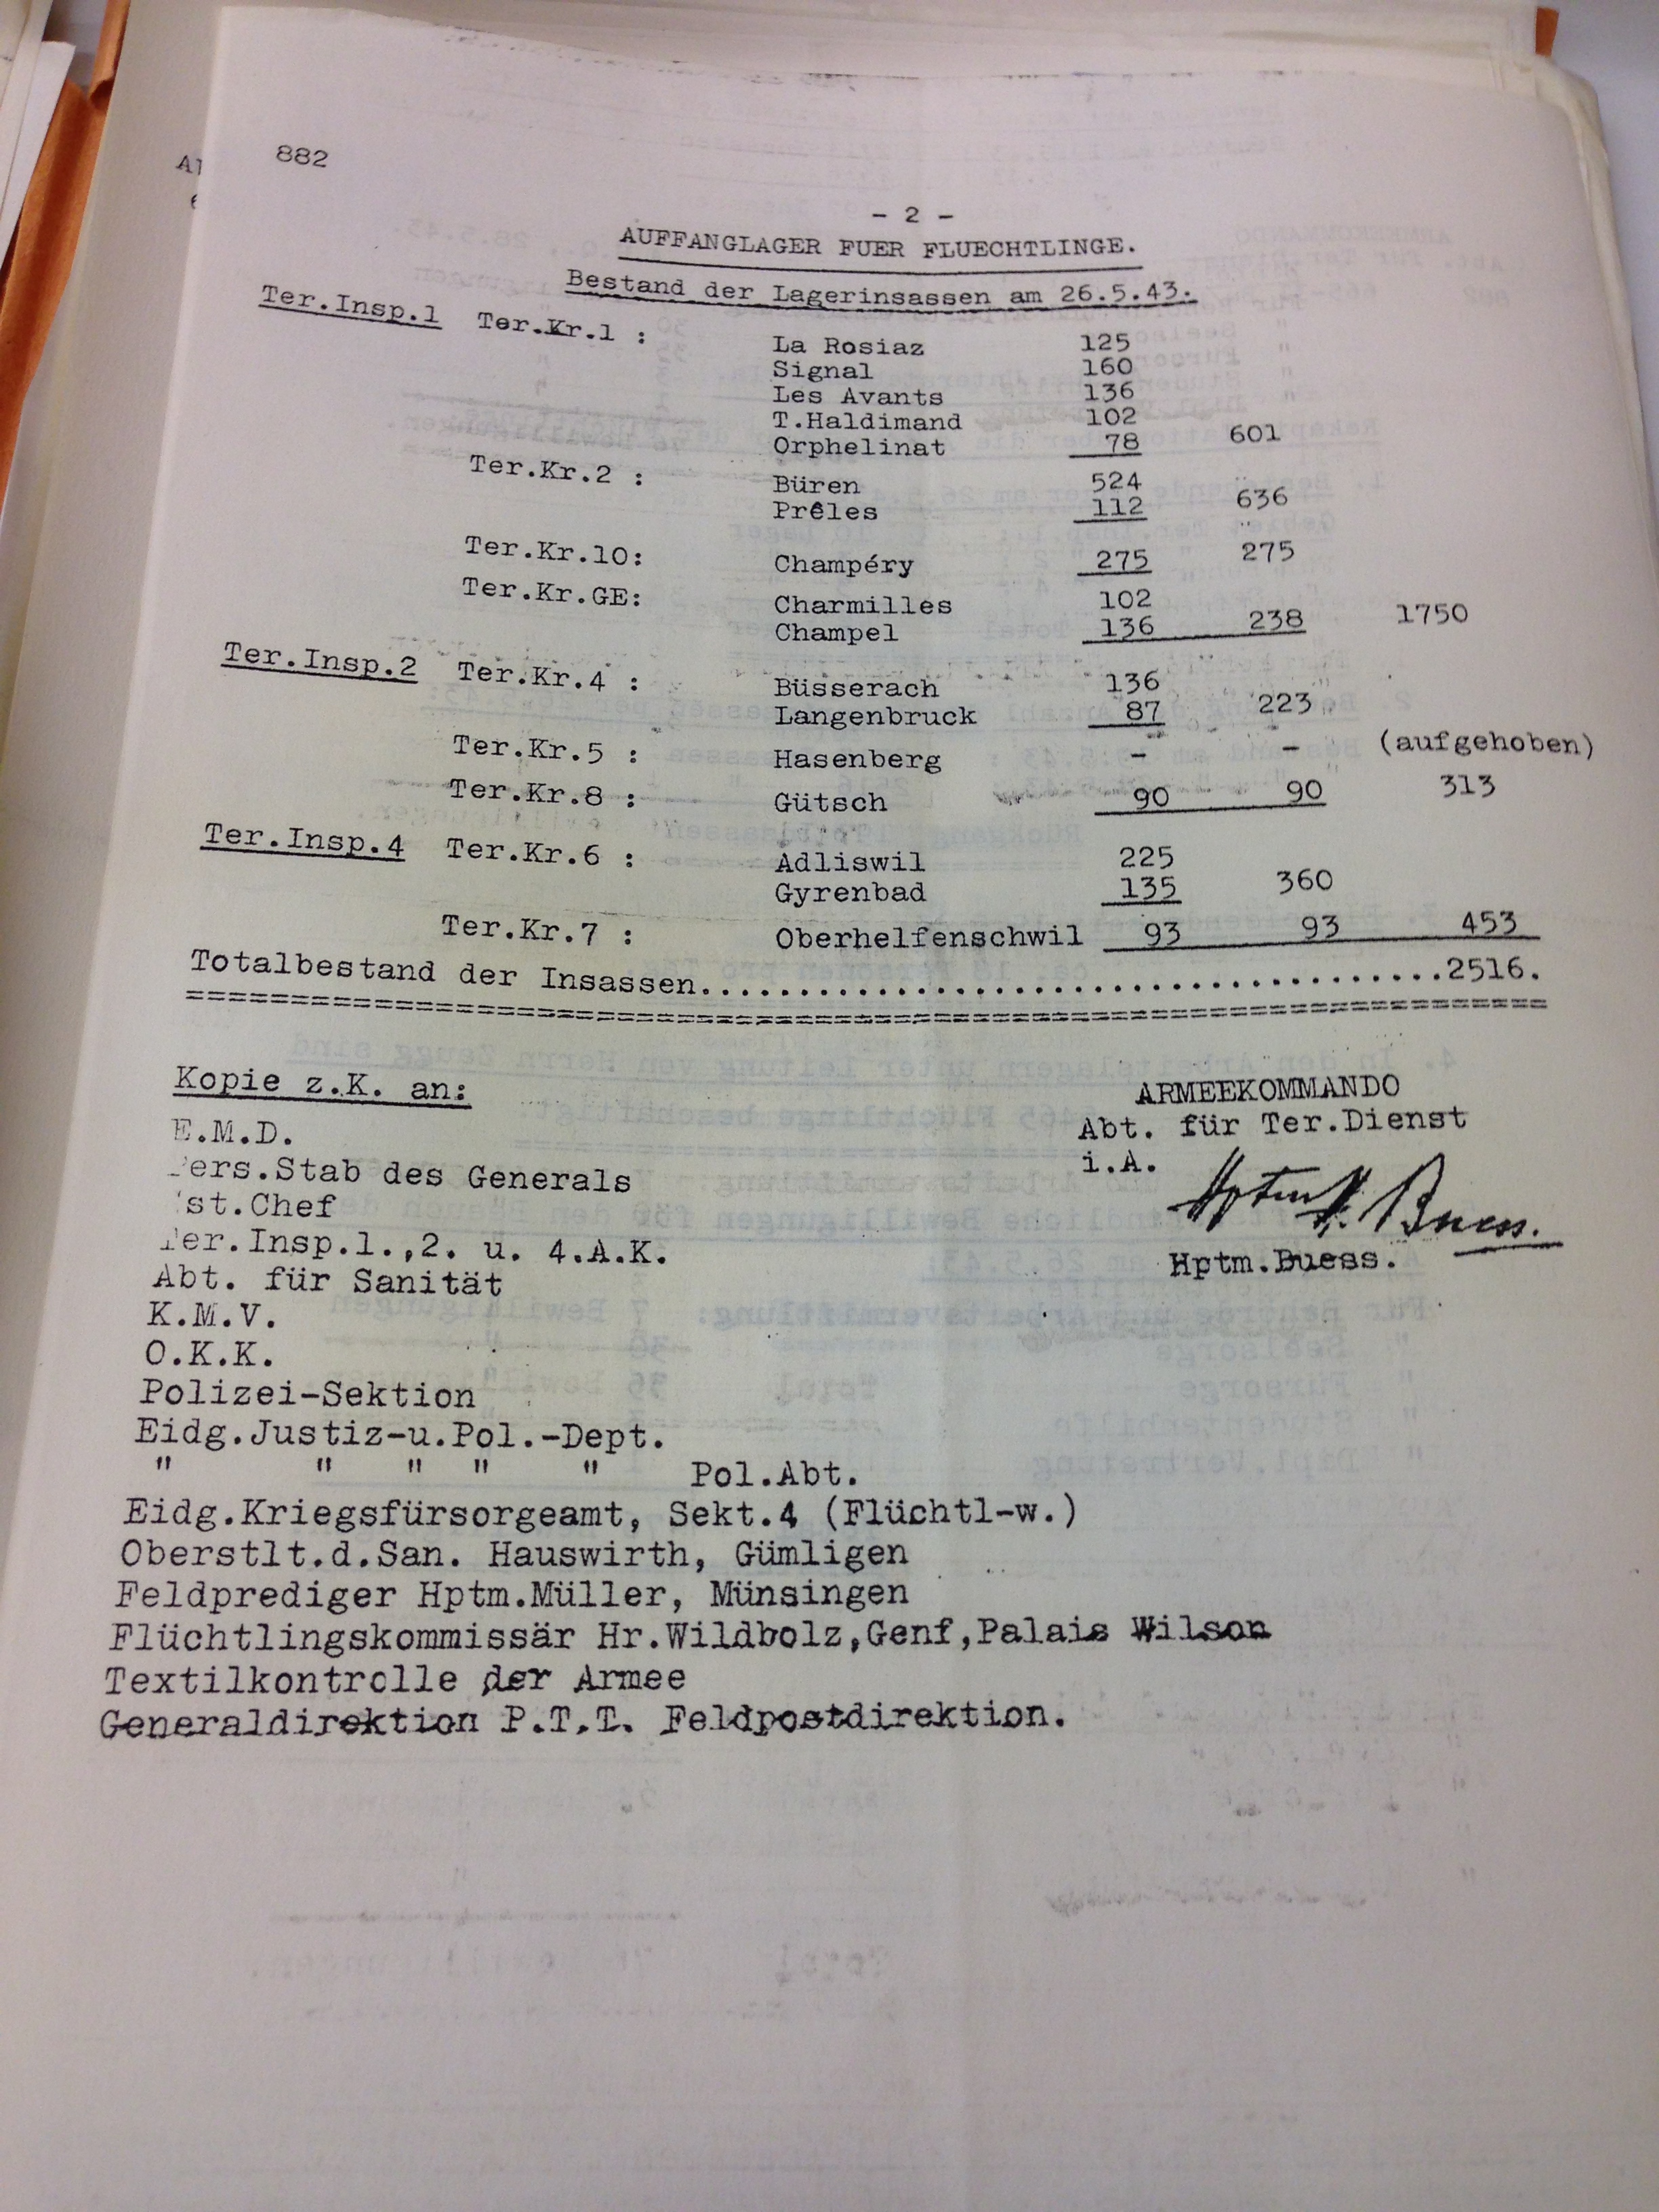 882
- 2 -
AUFFANGLAGER FUER FLUECHTLINGE.
Bestand der Lagerinsassen am 26.5.43.
Ter.Insp.1 Ter.Kr.1 : La Rosiaz 125
Signal 160
Les Avants 136
T.Haldimand 102
Orphelinat 78 601
Ter.Kr.2 : Büren 524
Prêles 112 636
Ter.Kr.10: Champéry 275 275
Ter.Kr.GE: Charmilles 102
Champel 136 238 1750
Ter.Insp.2 Ter.Kr.4 : Büsserach 136
Langenbruck 87 223
Ter.Kr.5 : Hasenberg - - (aufgehoben)
Ter.Kr.8 : Gütsch 90 90 313
Ter.Insp.4 Ter.Kr.6 : Adliswil 225
Gyrenbad 135 360
Ter.Kr.7 : Oberhelfenschwil 93 93 453
Totalbestand der Insassen..........................................2516.
Kopie z.K. an:
E.M.D.
Pers.Stab des Generals
st.Chef
Ter.Insp.1.,2. u. 4.A.K.
Abt. für Sanität
K.M.V.
O.K.K.
Polizei-Sektion
Eidg.Justiz-u.Pol.-Dept.
" " " " " Pol.Abt.
Eidg.Kriegsfürsorgeamt, Sekt.4 (Flüchtl-w.)
Oberstlt.d.San. Hauswirth, Gümligen
Feldprediger Hptm.Müller, Münsingen
Flüchtlingskommissär Hr.Wildbolz,Genf,Palais Wilson
Textilkontrolle der Armee
Generaldirektion P.T.T. Feldpostdirektion.
ARMEEKOMMANDO
Abt. für Ter.Dienst
i.A.
Hptm. Buess.
Hptm.Buess.